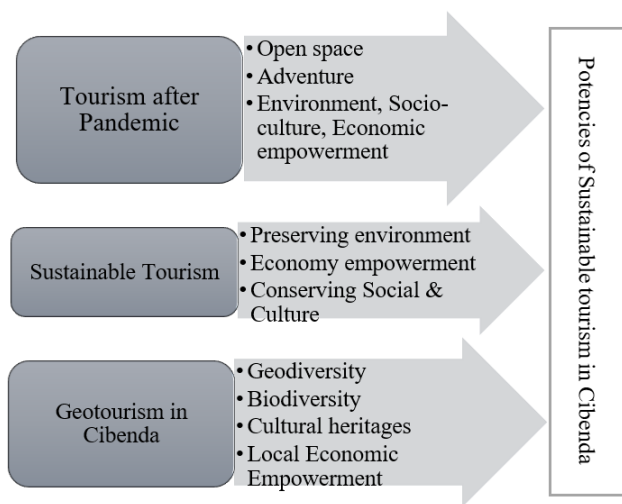 Tourism after
Pandemic
• Open space
• Adventure
• Environment, Socio-
culture, Economic
empowerment
Sustainable Tourism
• Preserving environment
• Economy empowerment
• Conserving Social &
Culture
Geotourism in
Cibenda
• Geodiversity
• Biodiversity
• Cultural heritages
• Local Economic
Empowerment
Potencies of Sustainable tourism in Cibenda